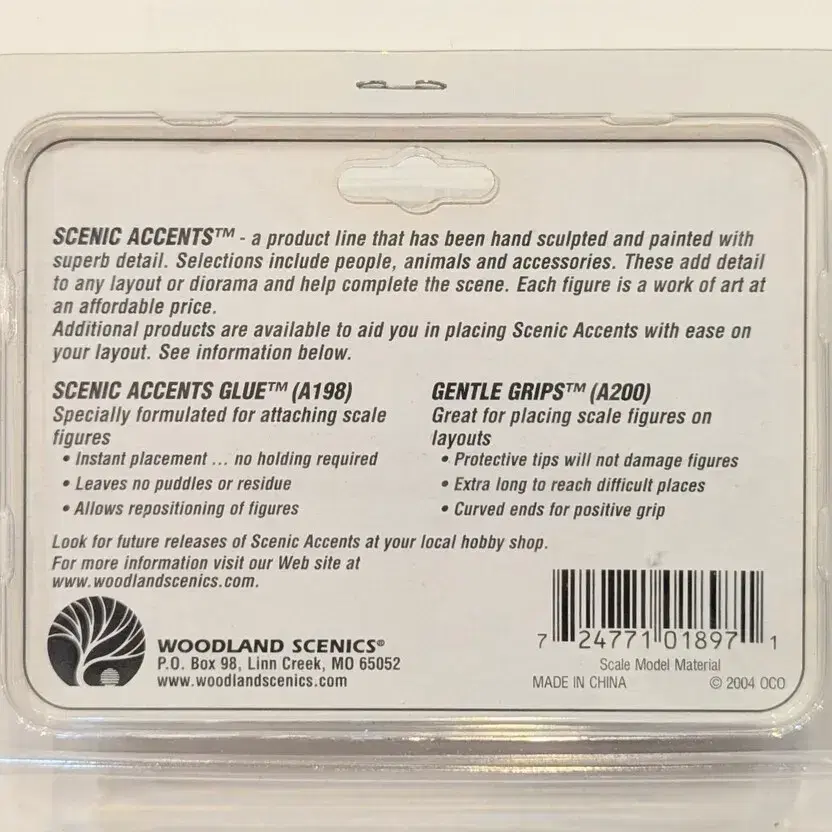 SCENIC ACCENTS™ - a product line that has been hand sculpted and painted with
superb detail. Selections include people, animals and accessories. These add detail
to any layout or diorama and help complete the scene. Each figure is a work of art at
an affordable price.
Additional products are available to aid you in placing Scenic Accents with ease on
your layout. See information below.
SCENIC ACCENTS GLUE™ (A198)
Specially formulated for attaching scale
figures
• Instant placement ... no holding required
• Leaves no puddles or residue
• Allows repositioning of figures
GENTLE GRIPS™ (A200)
Great for placing scale figures on
layouts
• Protective tips will not damage figures
• Extra long to reach difficult places
• Curved ends for positive grip
Look for future releases of Scenic Accents at your local hobby shop.
For more information visit our Web site at
www.woodlandscenics.com.
WOODLAND SCENICS®
P.O. Box 98, Linn Creek, MO 65052
www.woodlandscenics.com
7 24771 01897 1
Scale Model Material
MADE IN CHINA © 2004 OCO